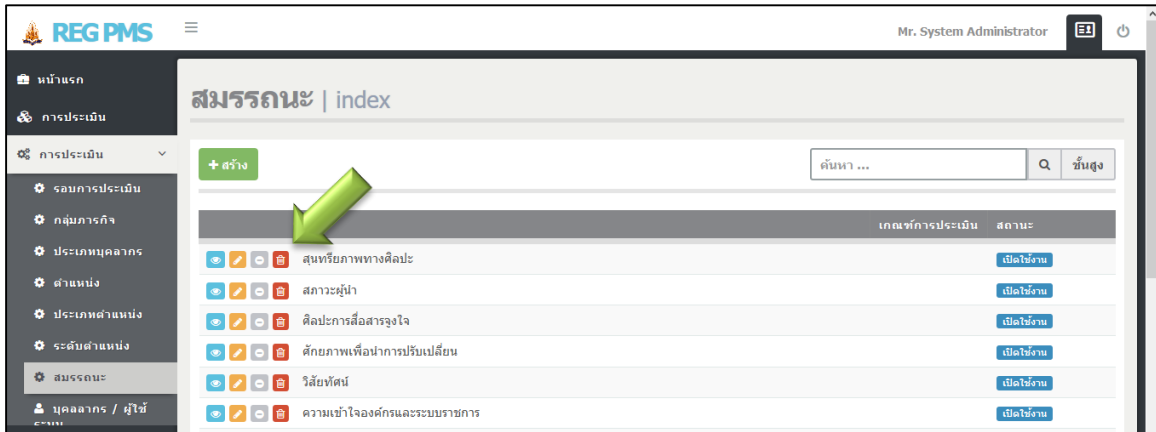 REG PMS
Mr. System Administrator
หน้าแรก
การประเมิน
การประเมิน
รอบการประเมิน
กลุ่มภารกิจ
ประเภทบุคลากร
ตำแหน่ง
ประเภทตำแหน่ง
ระดับตำแหน่ง
สมรรถนะ
บุคลากร / ผู้ใช้
ระบบ
สมรรถนะ | index
+ สร้าง
ค้นหา ...
ชั้นสูง
เกณฑ์การประเมิน สถานะ
สุนทรียภาพทางศิลปะ เปิดใช้งาน
สภาวะผู้นำ เปิดใช้งาน
ศิลปะการสื่อสารจูงใจ เปิดใช้งาน
ศักยภาพเพื่อนำการปรับเปลี่ยน เปิดใช้งาน
วิสัยทัศน์ เปิดใช้งาน
ความเข้าใจองค์กรและระบบราชการ เปิดใช้งาน